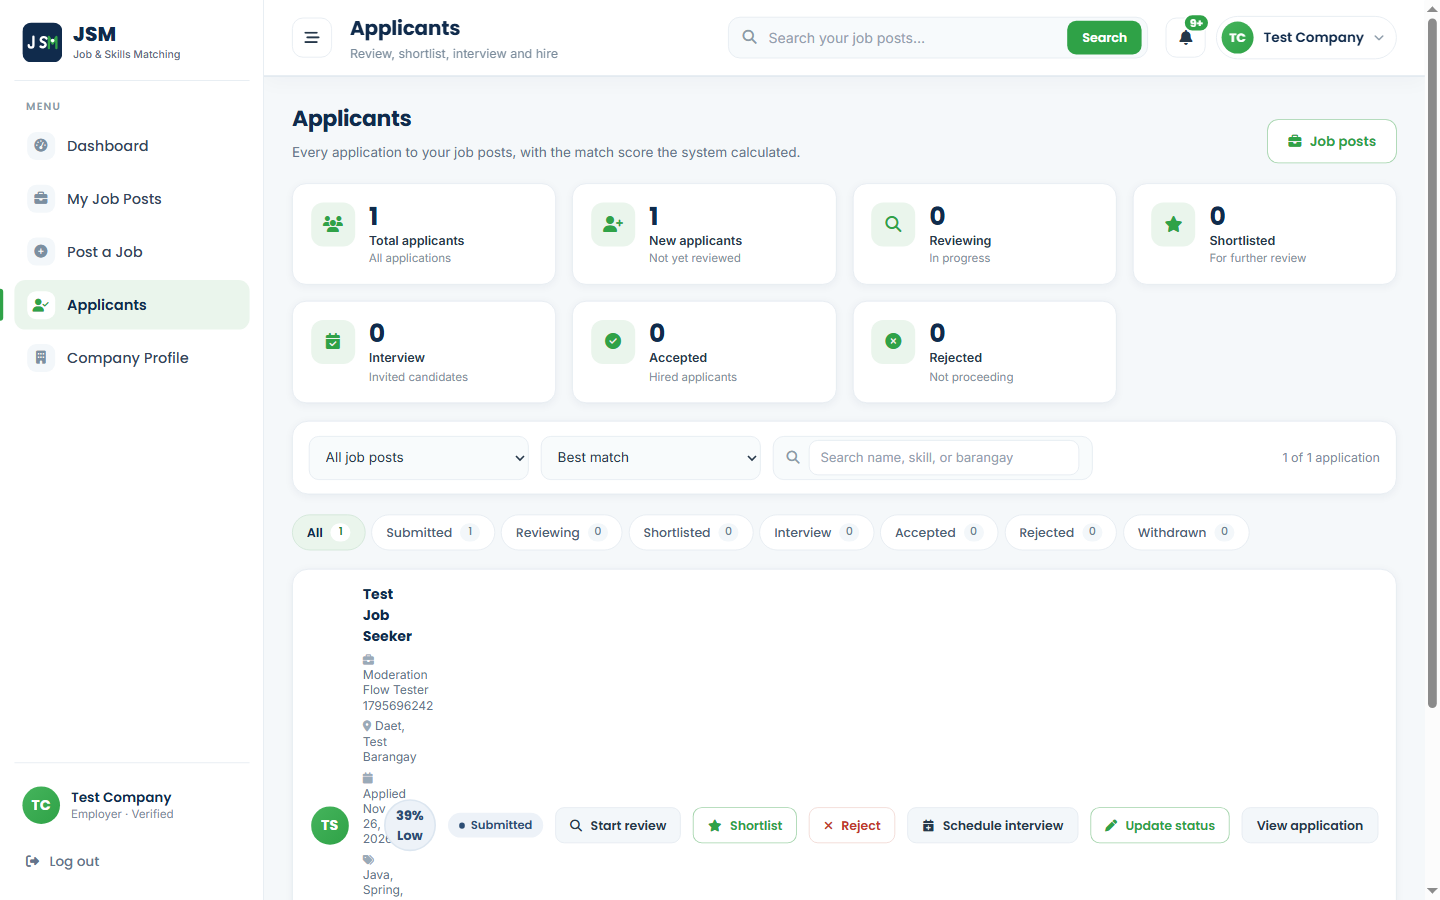 JSM
JSM
Job & Skills Matching
MENU
Dashboard
My Job Posts
Post a Job
Applicants
Company Profile
TC
Test Company
Employer · Verified
Log out
Applicants
Review, shortlist, interview and hire
Search your job posts...
Search
9+
TC
Test Company
Applicants
Every application to your job posts, with the match score the system calculated.
Job posts
1
Total applicants
All applications
1
New applicants
Not yet reviewed
0
Reviewing
In progress
0
Shortlisted
For further review
0
Interview
Invited candidates
0
Accepted
Hired applicants
0
Rejected
Not proceeding
All job posts
Best match
Search name, skill, or barangay
1 of 1 application
All 1
Submitted 1
Reviewing 0
Shortlisted 0
Interview 0
Accepted 0
Rejected 0
Withdrawn 0
TS
Test
Job
Seeker
Moderation
Flow Tester
1795696242
Daet,
Test
Barangay
Applied
Nov
26,
2026
Java,
Spring,
39%
Low
Submitted
Start review
Shortlist
Reject
Schedule interview
Update status
View application